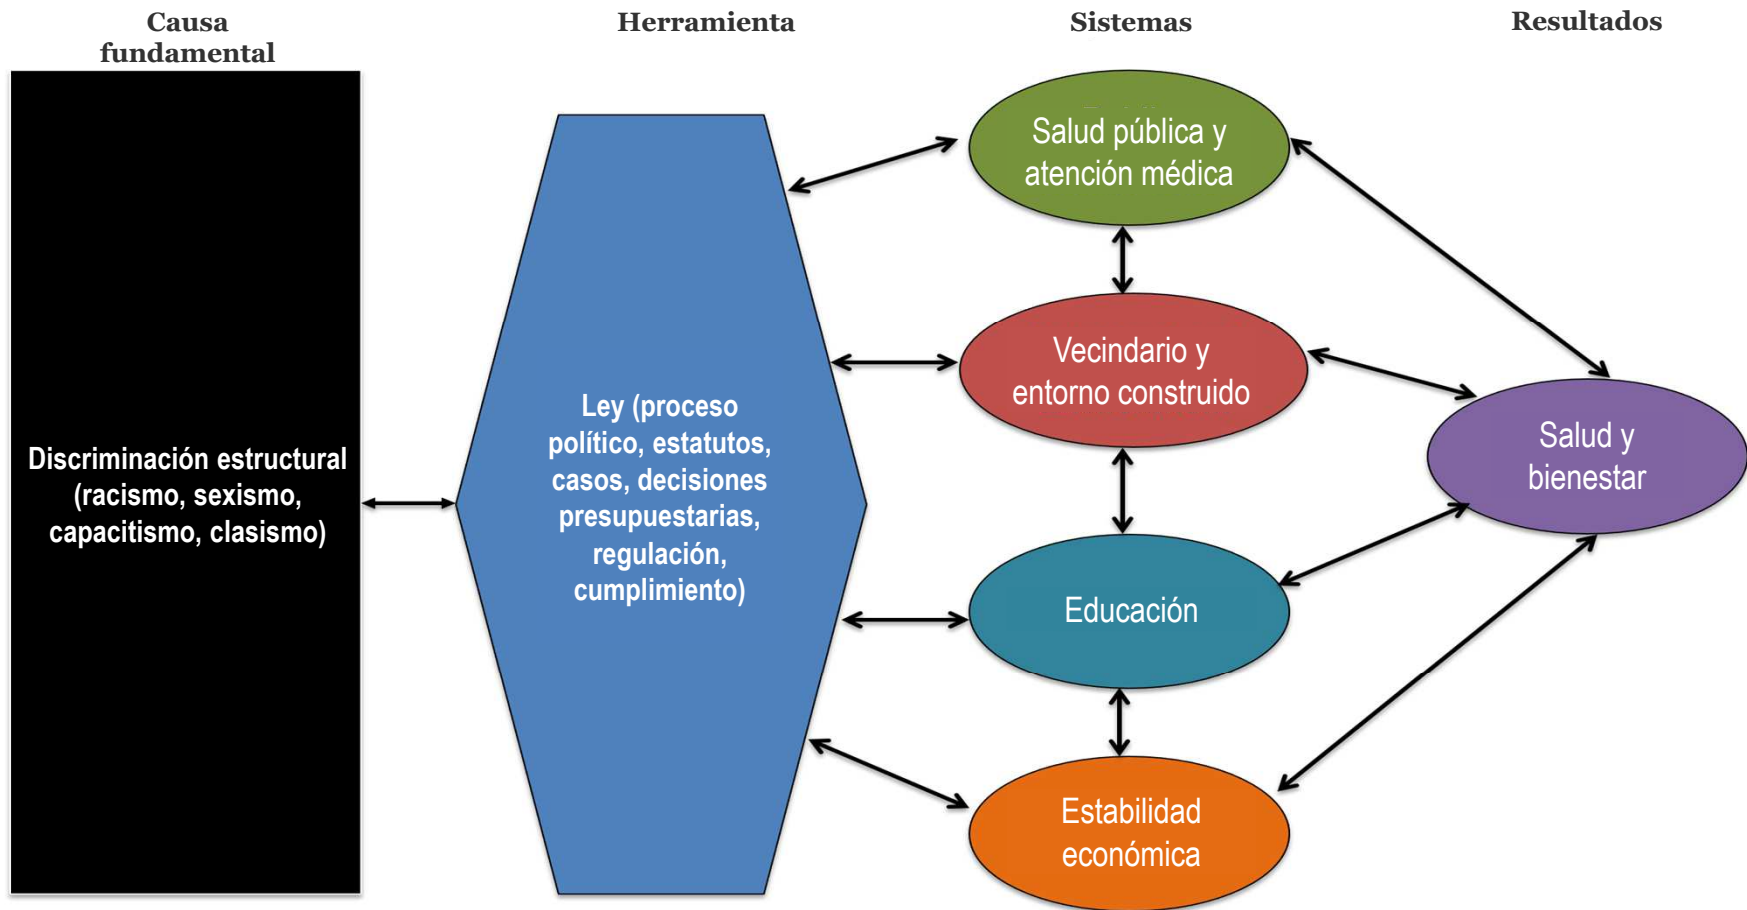 Causa
fundamental
Herramienta
Sistemas
Resultados
Discriminación estructural
(racismo, sexismo,
capacitismo, clasismo)
Ley (proceso
político, estatutos,
casos, decisiones
presupuestarias,
regulación,
cumplimiento)
Salud pública y
atención médica
Vecindario y
entorno construido
Educación
Estabilidad
económica
Salud y
bienestar